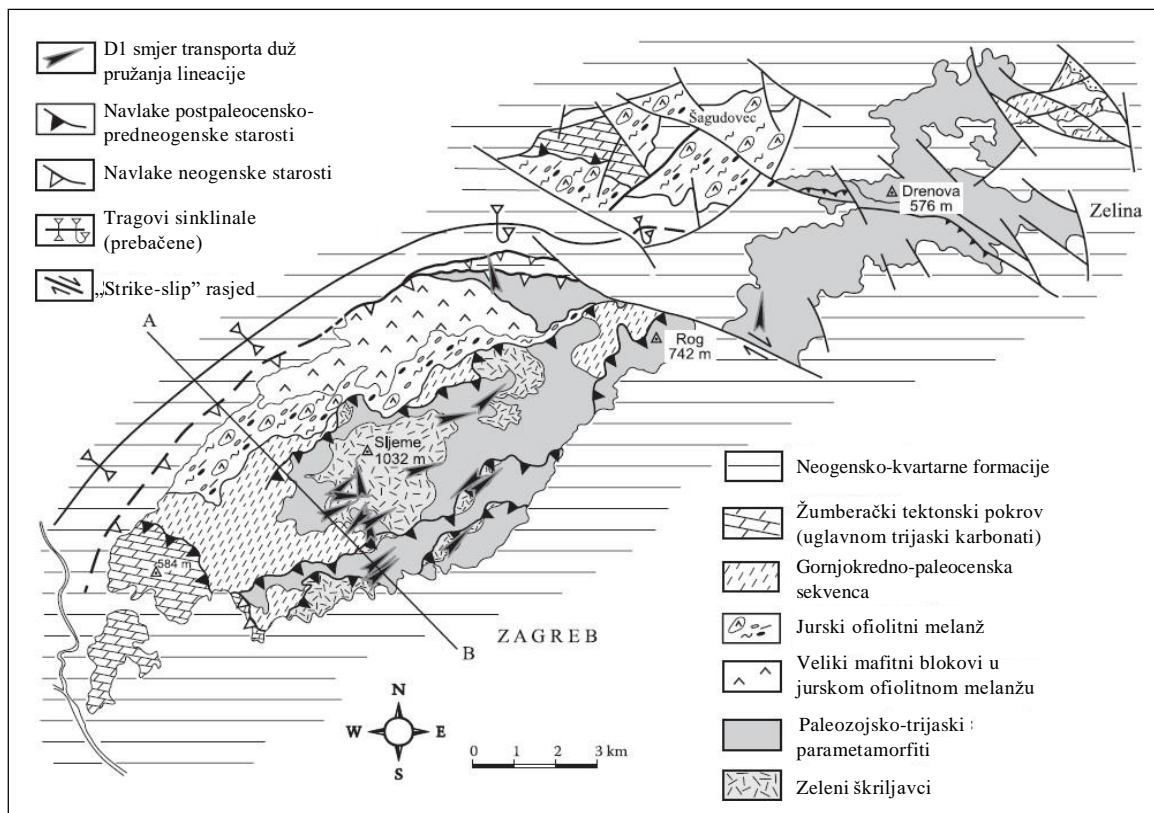 D1 smjer transporta duž
pružanja lineacije
Navlake postpaleocensko-
predneogenske starosti
Navlake neogenske starosti
Tragovi sinklinale
(prebačene)
„Strike-slip” rasjed
A
B
Šagudovec
Drenova
576 m
Zelina
Rog
742 m
Sljeme
1032 m
584 m
ZAGREB
N
W E
S
0 1 2 3 km
Neogensko-kvartarne formacije
Žumberački tektonski pokrov
(uglavnom trijaski karbonati)
Gornjokredno-paleocenska
sekvenca
Jurski ofiolitni melanž
Veliki mafitni blokovi u
jurskom ofiolitnom melanžu
Paleozojsko-trijaski
parametamorfiti
Zeleni škriljavci